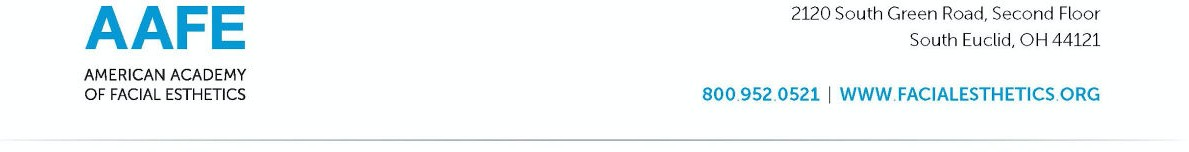 AAFE
AMERICAN ACADEMY
OF FACIAL ESTHETICS
2120 South Green Road, Second Floor
South Euclid, OH 44121
800.952.0521 | WWW.FACIALESTHETICS.ORG